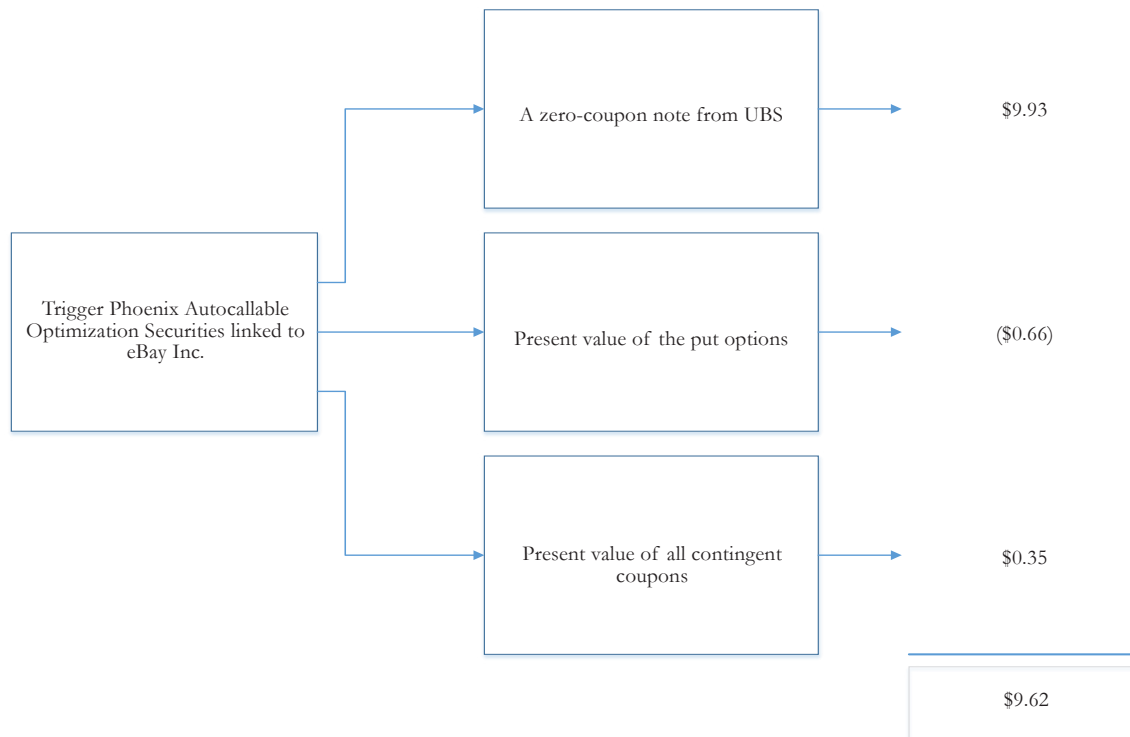 A zero-coupon note from UBS
$9.93
Trigger Phoenix Autocallable
Optimization Securities linked to
eBay Inc.
Present value of the put options
($0.66)
Present value of all contingent
coupons
$0.35
$9.62